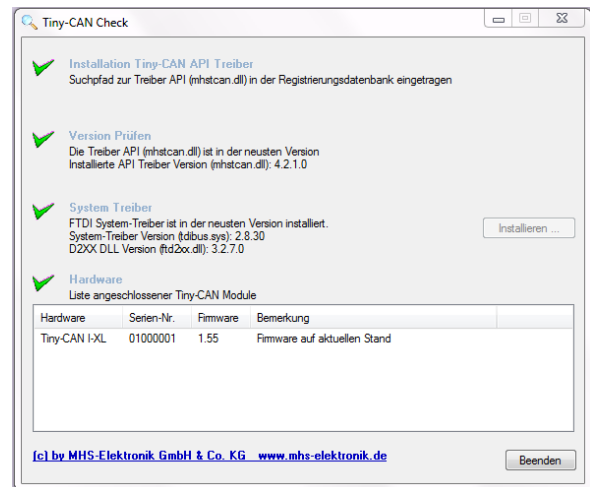 Tiny-CAN Check
Installation Tiny-CAN API Treiber
Suchpfad zur Treiber API (mhstcan.dll) in der Registrierungsdatenbank eingetragen
Version Prüfen
Die Treiber API (mhstcan.dll) ist in der neusten Version
Installierte API Treiber Version (mhstcan.dll): 4.2.1.0
System Treiber
FTDI System-Treiber ist in der neusten Version installiert.
System-Treiber Version (tdibus.sys): 2.8.30
D2XX DLL Version (ftd2xx.dll): 3.2.7.0
Installieren ...
Hardware
Liste angeschlossener Tiny-CAN Module
Hardware Serien-Nr. Firmware Bemerkung
Tiny-CAN I-XL 01000001 1.55 Firmware auf aktuellen Stand
(c) by MHS-Elektronik GmbH & Co. KG www.mhs-elektronik.de
Beenden